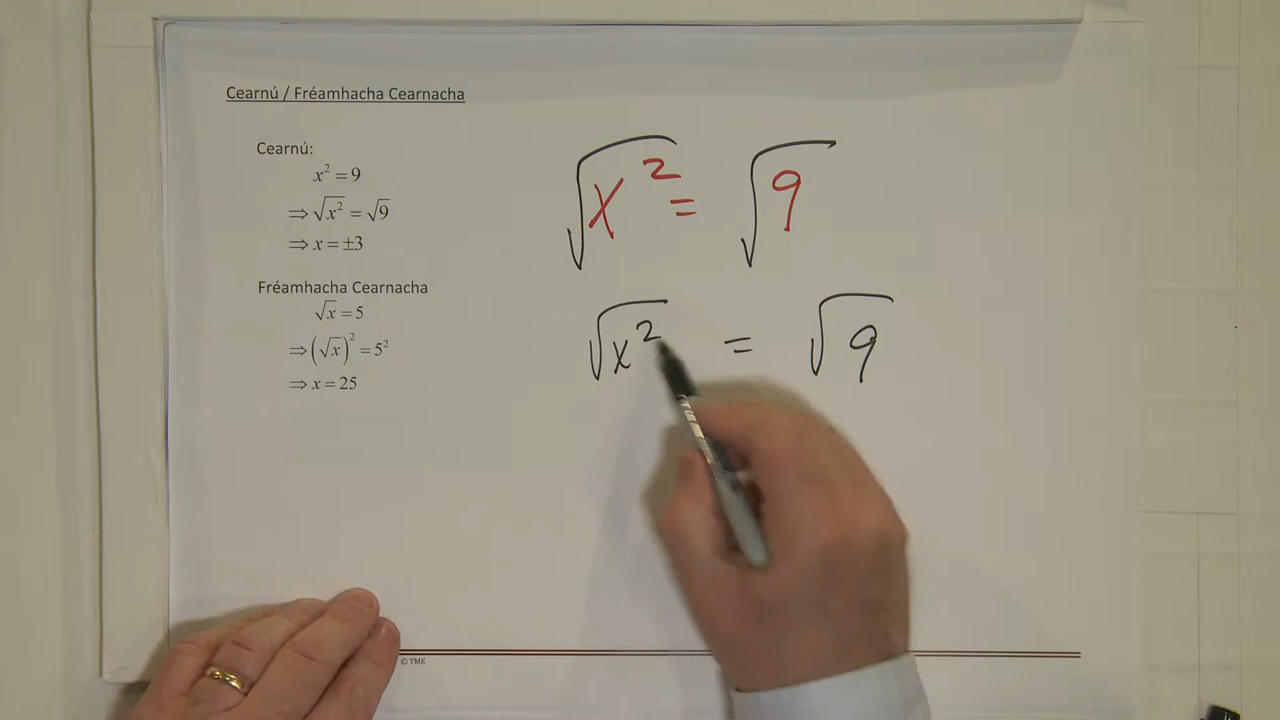 Cearnú / Fréamhacha Cearnacha
Cearnú:
x² = 9
⇒ √x² = √9
⇒ x = ±3
Fréamhacha Cearnacha
√x = 5
⇒ (√x)² = 5²
⇒ x = 25
√x² = √9
√x² = √9
© TME